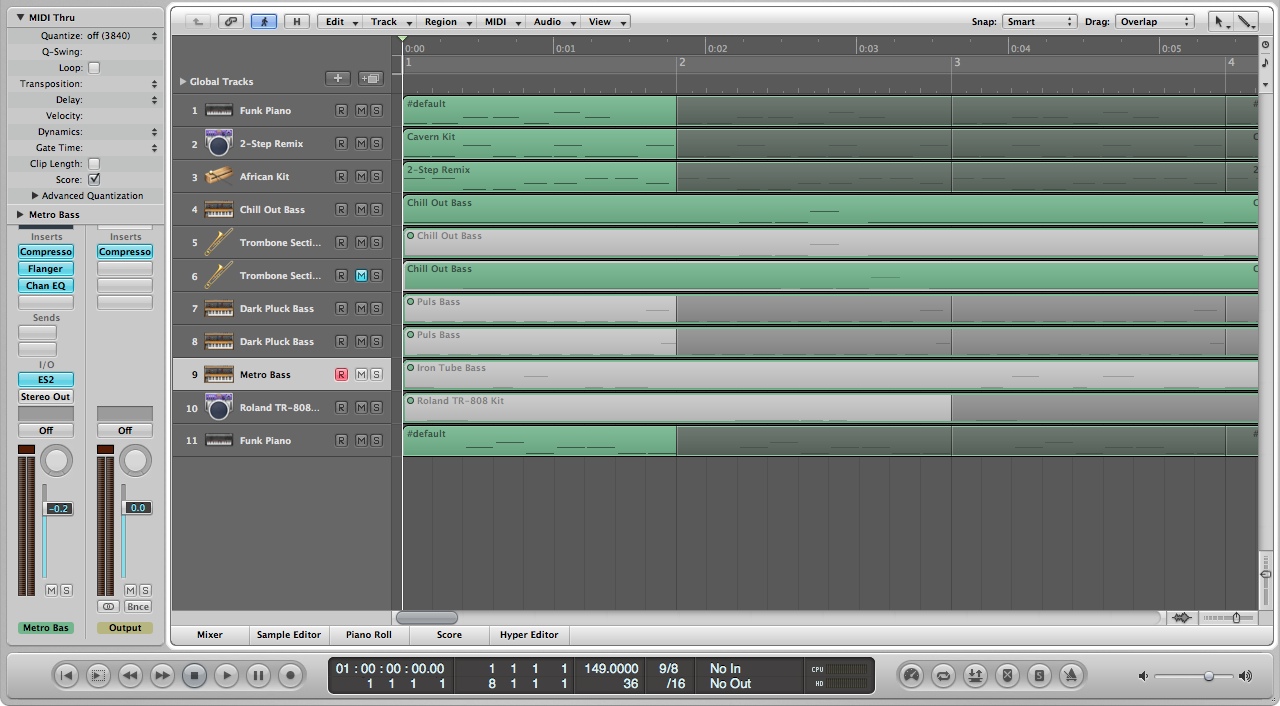 MIDI Thru
Quantize: off (3840)
Q-Swing:
Loop:
Transposition:
Delay:
Velocity:
Dynamics:
Gate Time:
Clip Length:
Score:
Advanced Quantization
Metro Bass
Inserts Inserts
Compresso Compresso
Flanger
Chan EQ
Sends
I/O
ES2
Stereo Out
Off Off
-0.2 0.0
M S M S
Bnce
Metro Bas Output
H Edit Track Region MIDI Audio View Snap: Smart Drag: Overlap
0:00 0:01 0:02 0:03 0:04 0:05
1 2 3 4
Global Tracks
1 Funk Piano R M S #default #
2 2-Step Remix R M S Cavern Kit C
3 African Kit R M S 2-Step Remix 2
4 Chill Out Bass R M S Chill Out Bass C
5 Trombone Secti... R M S Chill Out Bass
6 Trombone Secti... R M S Chill Out Bass C
7 Dark Pluck Bass R M S Puls Bass
8 Dark Pluck Bass R M S Puls Bass
9 Metro Bass R M S Iron Tube Bass
10 Roland TR-808... R M S Roland TR-808 Kit
11 Funk Piano R M S #default #
Mixer Sample Editor Piano Roll Score Hyper Editor
01 : 00 : 00 : 00.00 1 1 1 1 149.0000 9/8 No In CPU
1 1 1 1 8 1 1 1 36 /16 No Out HD
S